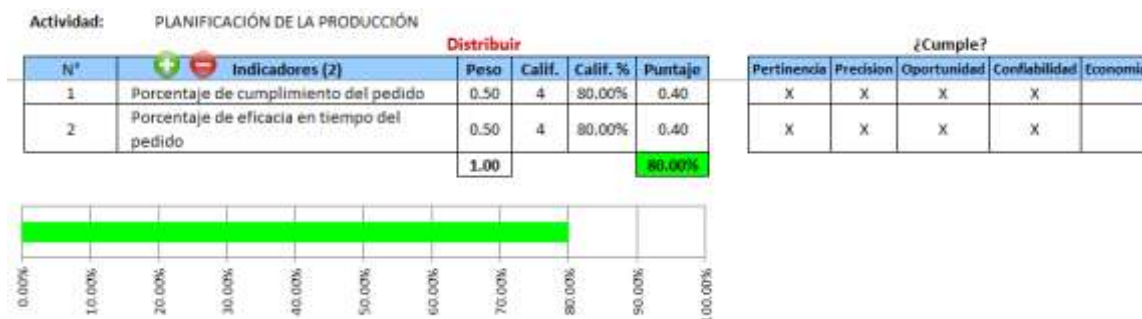 Actividad: PLANIFICACIÓN DE LA PRODUCCIÓN
Distribuir ¿Cumple?
N° Indicadores (2) Peso Calif. Calif. % Puntaje Pertinencia Precision Oportunidad Confiabilidad Economia
1 Porcentaje de cumplimiento del pedido 0.50 4 80.00% 0.40 X X X X
2 Porcentaje de eficacia en tiempo del pedido 0.50 4 80.00% 0.40 X X X X
1.00 80.00%
0.00% 10.00% 20.00% 30.00% 40.00% 50.00% 60.00% 70.00% 80.00% 90.00% 100.00%